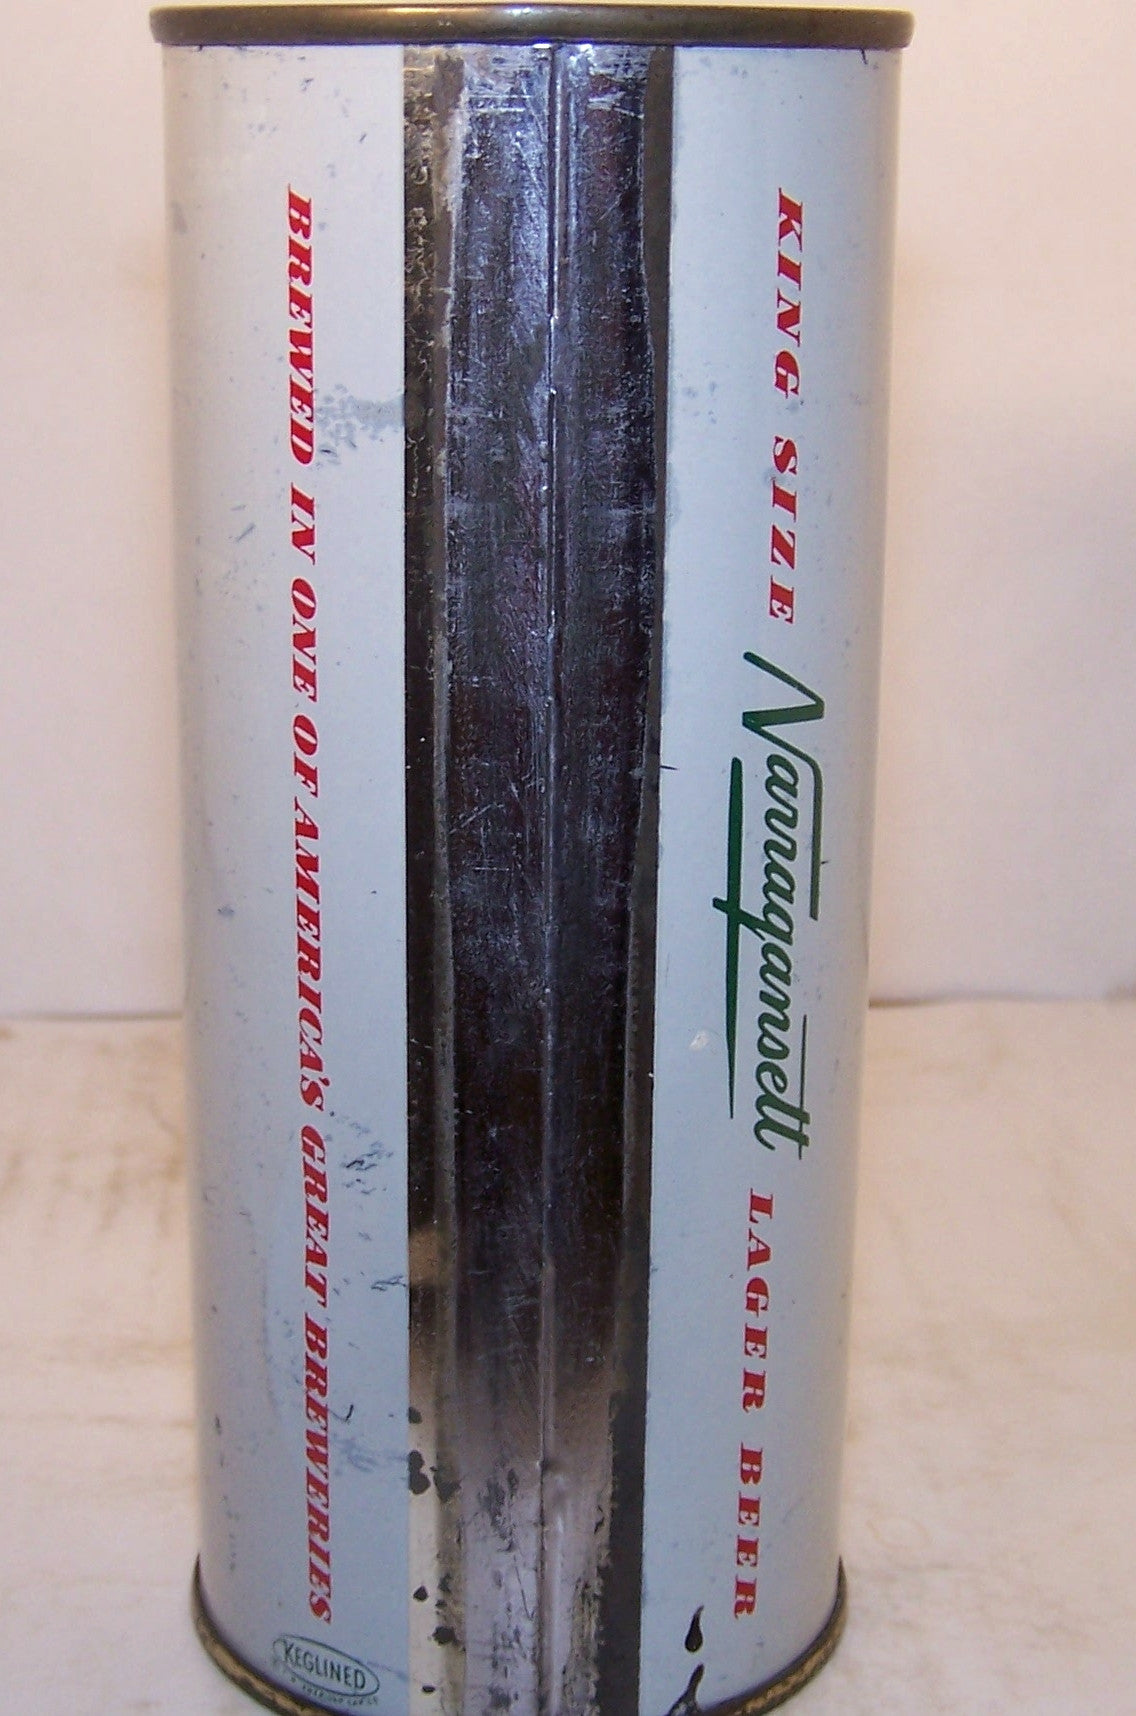 BREWED IN ONE OF AMERICA'S GREAT BREWERIES
KEGLINED
KING SIZE Narragansett LAGER BEER